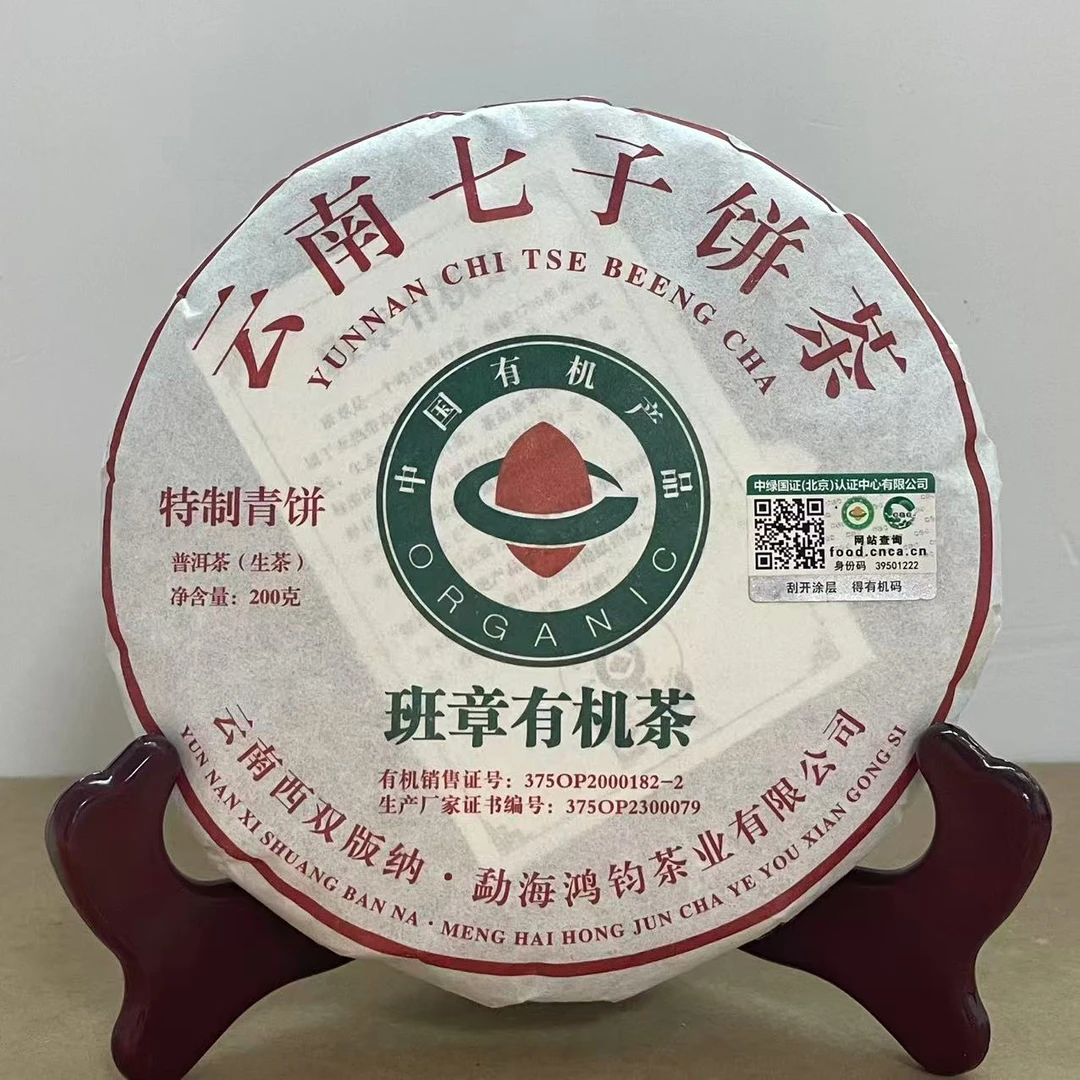 云南七子饼茶
YUNNAN CHI TSE BEENG CHA
中国有机产品
ORGANIC
特制青饼
普洱茶（生茶）
净含量：200克
中绿国证(北京)认证中心有限公司
网站查询
food.cnca.cn
身份码 39501222
刮开涂层 得有机码
班章有机茶
有机销售证号：375OP2000182-2
生产厂家证书编号：375OP2300079
云南西双版纳·勐海鸿钧茶业有限公司
YUN NAN XI SHUANG BAN NA · MENG HAI HONG JUN CHA YE YOU XIAN GONG SI